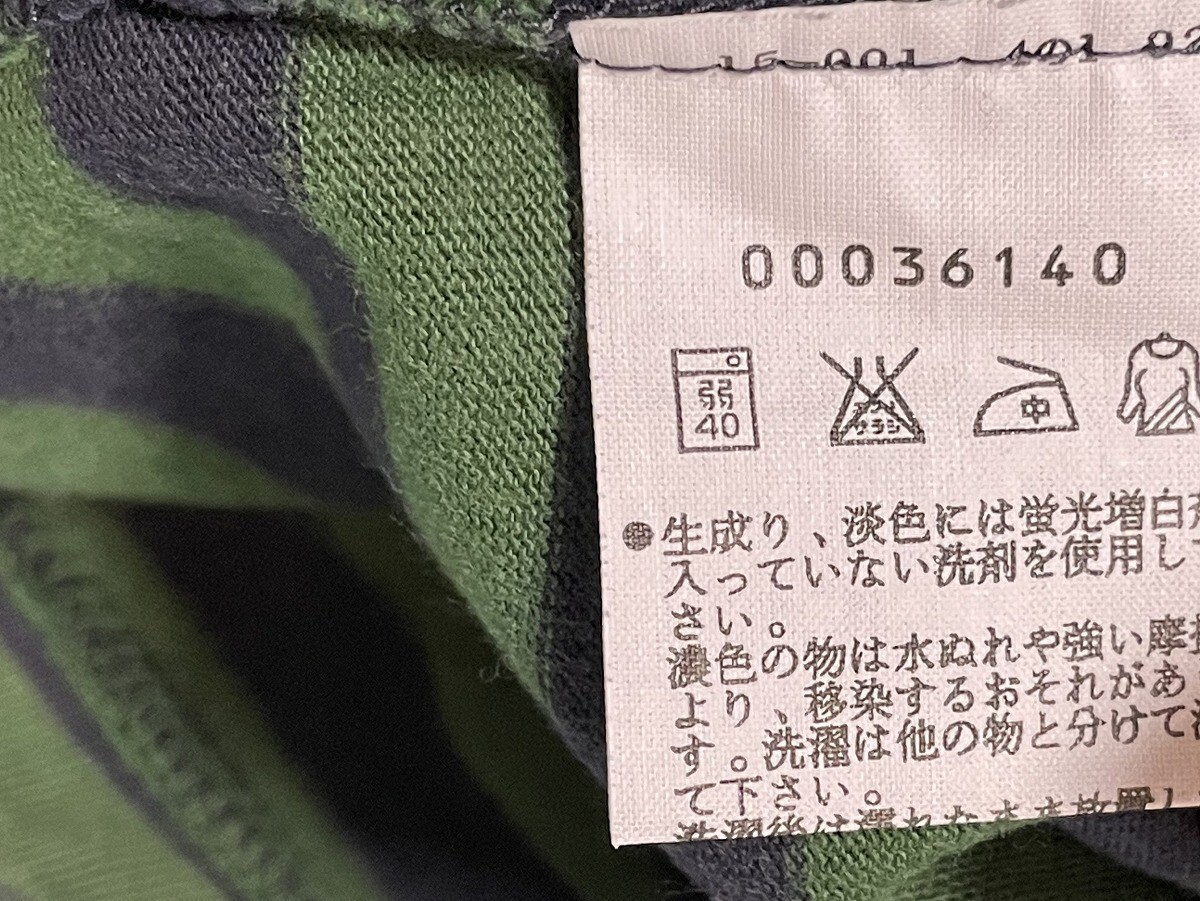 00036140
弱
40
中
●生成り、淡色には蛍光増白
入っていない洗剤を使用し
さい。
濃色の物は水ぬれや強い摩
より、移染するおそれがあ
す。洗濯は他の物と分けて
て下さい。